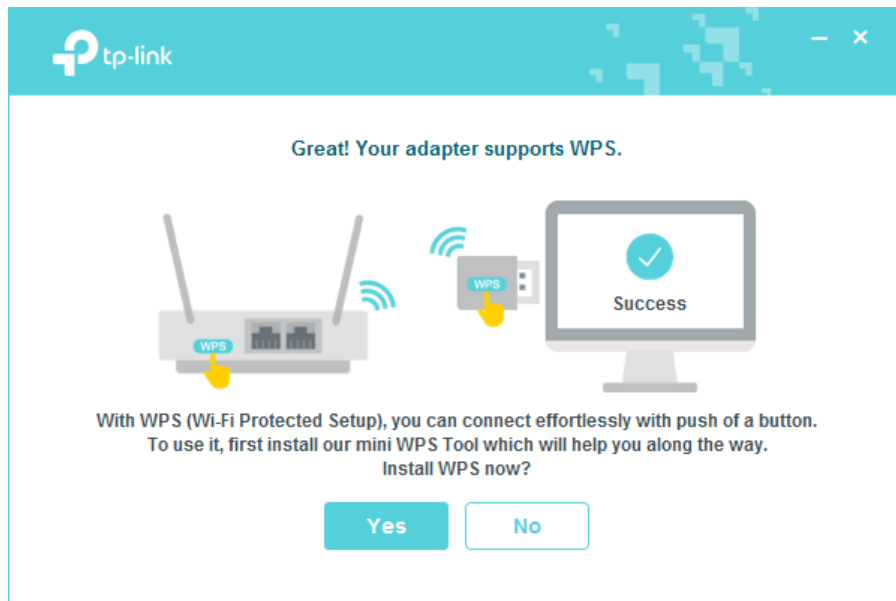 tp-link
Great! Your adapter supports WPS.
WPS
WPS
Success
With WPS (Wi-Fi Protected Setup), you can connect effortlessly with push of a button.
To use it, first install our mini WPS Tool which will help you along the way.
Install WPS now?
Yes
No